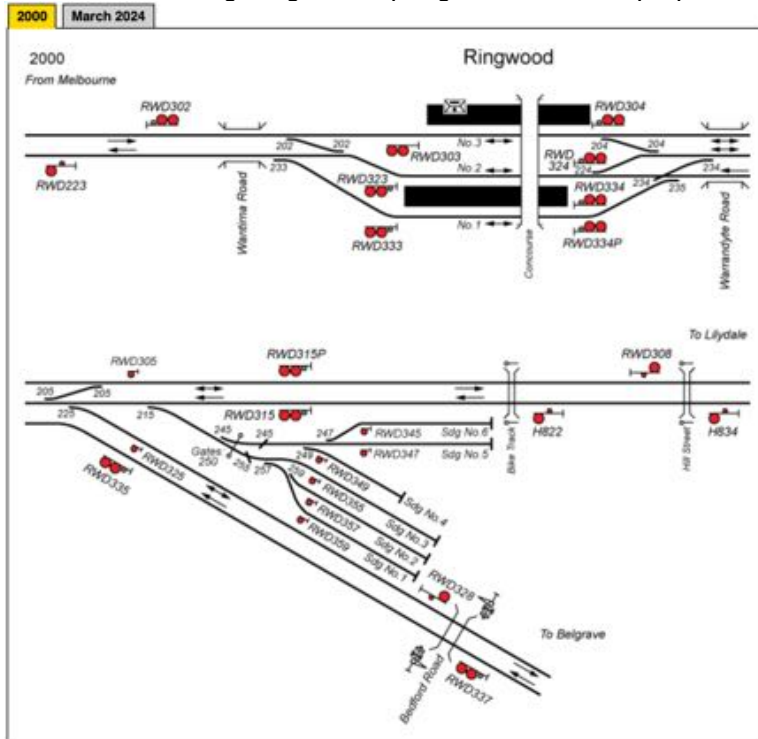 2000 March 2024
2000
Ringwood
From Melbourne
RWD302
RWD304
202
202
No.3
RWD303
RWD
324
204
204
RWD223
233
No.2
224
RWD323
RWD334
234
234
235
Wantirna Road
RWD333
No.1
Concourse
RWD334P
Warrandyte Road
To Lilydale
RWD305
RWD315P
RWD308
205
205
225
215
RWD315
245
245
247
RWD345
Sdg No.6
Bike Track
H822
Hill Street
H834
Gates
250
255
257
249
RWD347
Sdg No.5
RWD325
259
RWD349
Sdg No.4
RWD335
RWD355
Sdg No.3
RWD357
Sdg No.2
RWD359
Sdg No.1
RWD328
To Belgrave
Bedford Road
RWD337